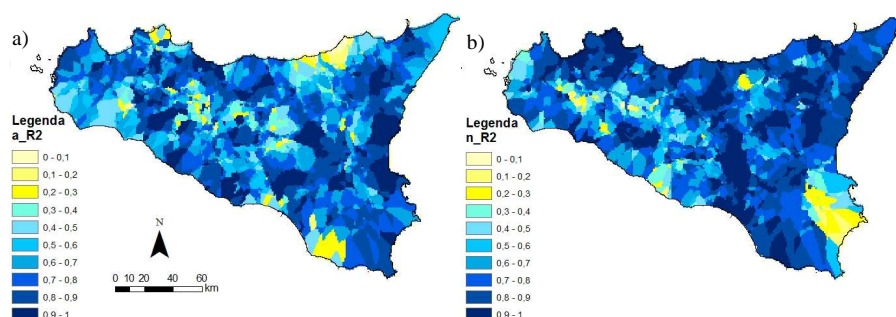 a)
Legenda
a_R2
0 - 0,1
0,1 - 0,2
0,2 - 0,3
0,3 - 0,4
0,4 - 0,5
0,5 - 0,6
0,6 - 0,7
0,7 - 0,8
0,8 - 0,9
0,9 - 1
N
0 10 20 40 60
km
b)
Legenda
n_R2
0 - 0,1
0,1 - 0,2
0,2 - 0,3
0,3 - 0,4
0,4 - 0,5
0,5 - 0,6
0,6 - 0,7
0,7 - 0,8
0,8 - 0,9
0,9 - 1